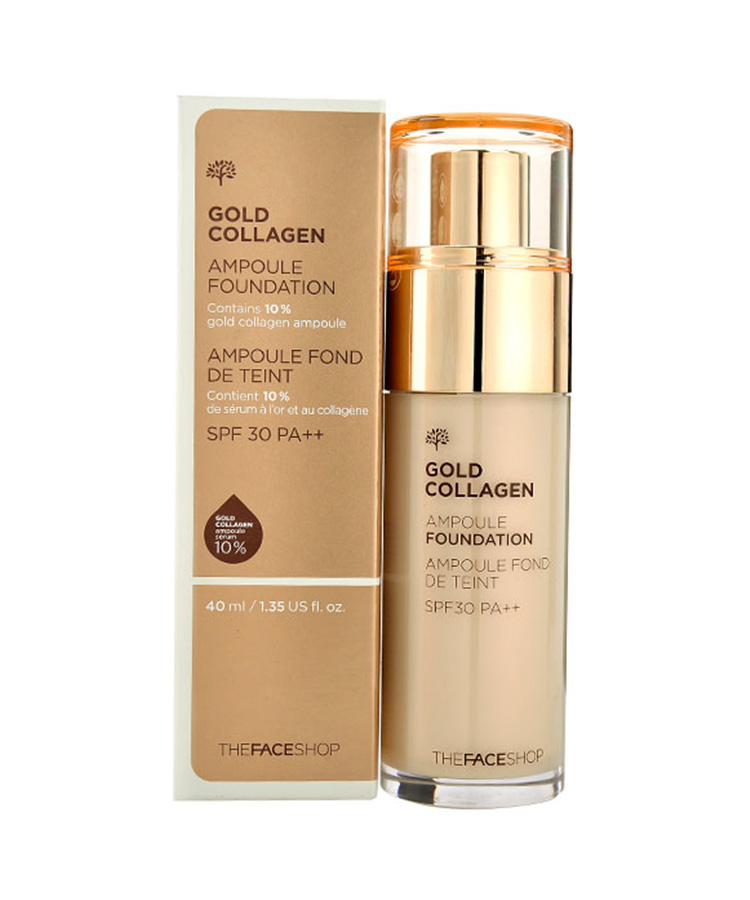 GOLD
COLLAGEN
AMPOULE
FOUNDATION
Contains 10%
gold collagen ampoule
AMPOULE FOND
DE TEINT
Contient 10%
de sérum à l'or et au collagène
SPF 30 PA++
GOLD
COLLAGEN
ampoule
serum
10%
40 ml / 1.35 US fl. oz.
THEFACESHOP
GOLD
COLLAGEN
AMPOULE
FOUNDATION
AMPOULE FOND
DE TEINT
SPF30 PA++
THEFACESHOP